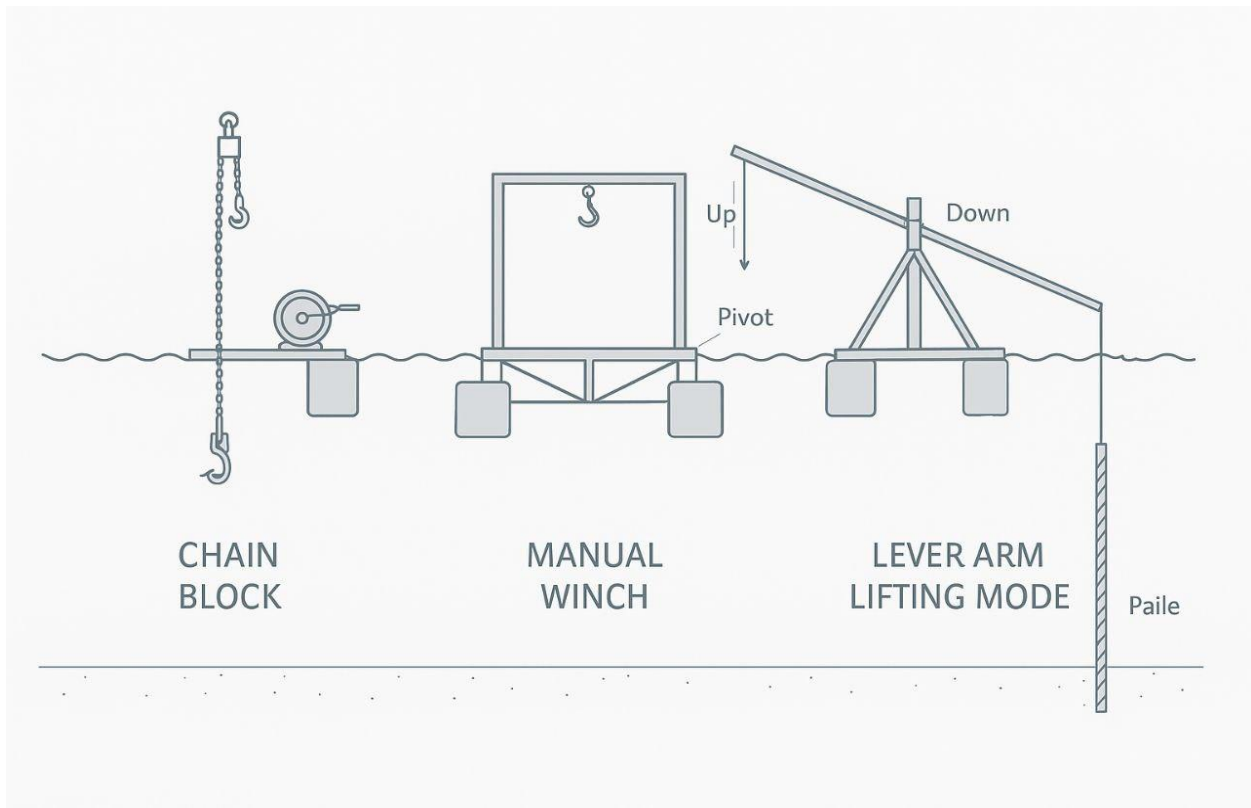 Up
Down
Pivot
CHAIN
BLOCK
MANUAL
WINCH
LEVER ARM
LIFTING MODE
Paile